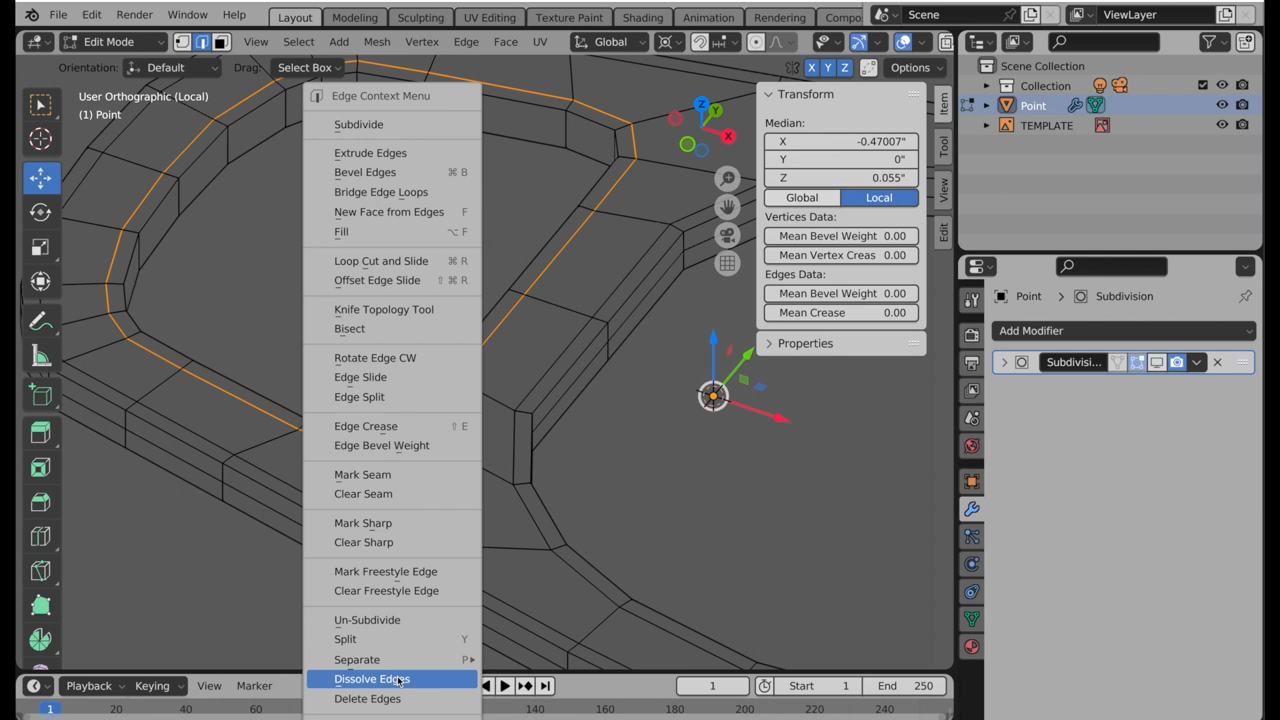 File Edit Render Window Help Layout Modeling Sculpting UV Editing Texture Paint Shading Animation Rendering Compo Scene ViewLayer
Edit Mode View Select Add Mesh Vertex Edge Face UV Global
Orientation: Default Drag: Select Box X Y Z Options
User Orthographic (Local)
(1) Point
Z
Y
X
Edge Context Menu
Subdivide
Extrude Edges
Bevel Edges ⌘ B
Bridge Edge Loops
New Face from Edges F
Fill ⌥ F
Loop Cut and Slide ⌘ R
Offset Edge Slide ⇧ ⌘ R
Knife Topology Tool
Bisect
Rotate Edge CW
Edge Slide
Edge Split
Edge Crease ⇧ E
Edge Bevel Weight
Mark Seam
Clear Seam
Mark Sharp
Clear Sharp
Mark Freestyle Edge
Clear Freestyle Edge
Un-Subdivide
Split Y
Separate P
Dissolve Edges
Delete Edges
Transform
Median:
X -0.47007"
Y 0"
Z 0.055"
Global Local
Vertices Data:
Mean Bevel Weight 0.00
Mean Vertex Creas 0.00
Edges Data:
Mean Bevel Weight 0.00
Mean Crease 0.00
Properties
Item
Tool
View
Edit
Scene Collection
Collection
Point
TEMPLATE
Point Subdivision
Add Modifier
Subdivisi...
Playback Keying View Marker 1 Start 1 End 250
1 20 40 60 140 160 180 200 220 240